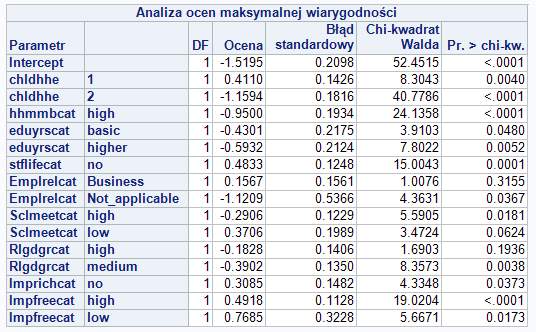 Analiza ocen maksymalnej wiarygodności
Parametr DF Ocena Błąd standardowy Chi-kwadrat Walda Pr. > chi-kw.
Intercept 1 -1.5195 0.2098 52.4515 <.0001
chldhhe 1 1 0.4110 0.1426 8.3043 0.0040
chldhhe 2 1 -1.1594 0.1816 40.7786 <.0001
hhmmbcat high 1 -0.9500 0.1934 24.1358 <.0001
eduyrscat basic 1 -0.4301 0.2175 3.9103 0.0480
eduyrscat higher 1 -0.5932 0.2124 7.8022 0.0052
stflifecat no 1 0.4833 0.1248 15.0043 0.0001
Emplrelcat Business 1 0.1567 0.1561 1.0076 0.3155
Emplrelcat Not_applicable 1 -1.1209 0.5366 4.3631 0.0367
Sclmeetcat high 1 -0.2906 0.1229 5.5905 0.0181
Sclmeetcat low 1 0.3706 0.1989 3.4724 0.0624
Rlgdgrcat high 1 -0.1828 0.1406 1.6903 0.1936
Rlgdgrcat medium 1 -0.3902 0.1350 8.3573 0.0038
Imprichcat no 1 0.3085 0.1482 4.3348 0.0373
Impfreecat high 1 0.4918 0.1128 19.0204 <.0001
Impfreecat low 1 0.7685 0.3228 5.6671 0.0173